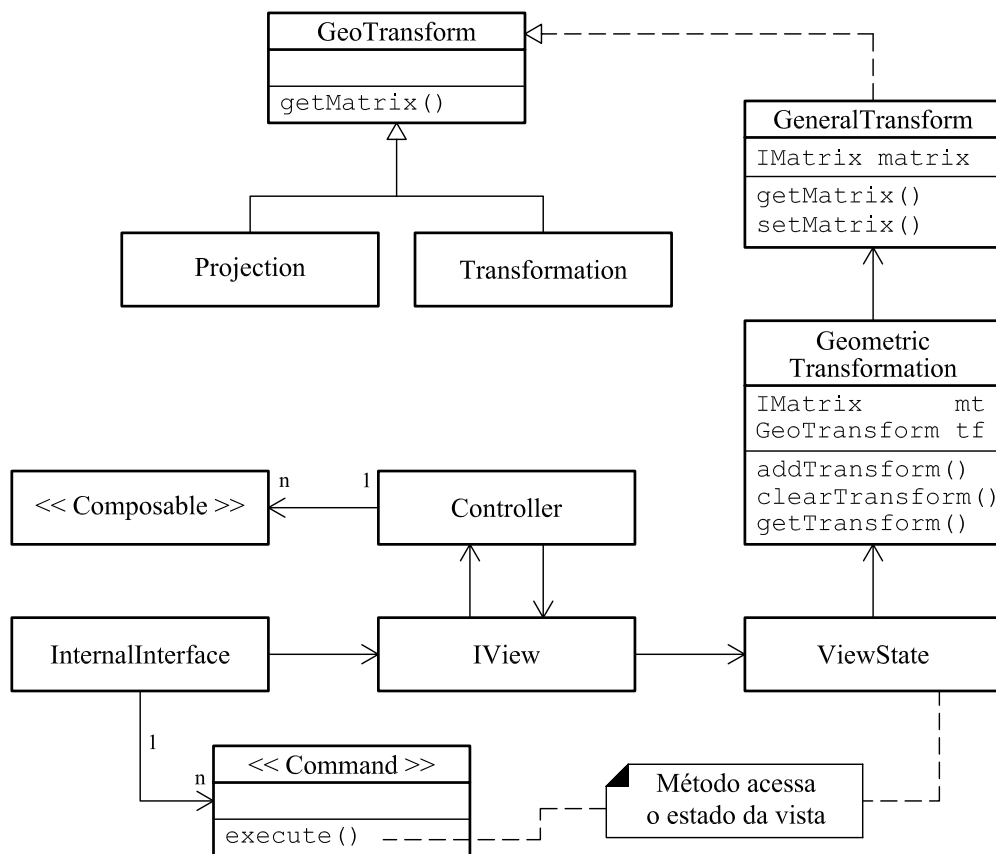 GeoTransform
getMatrix()
GeneralTransform
IMatrix matrix
getMatrix()
setMatrix()
Projection
Transformation
Geometric
Transformation
IMatrix mt
GeoTransform tf
addTransform()
clearTransform()
getTransform()
<< Composable >>
n
1
Controller
InternalInterface
IView
ViewState
1
n
<< Command >>
execute()
Método acessa
o estado da vista